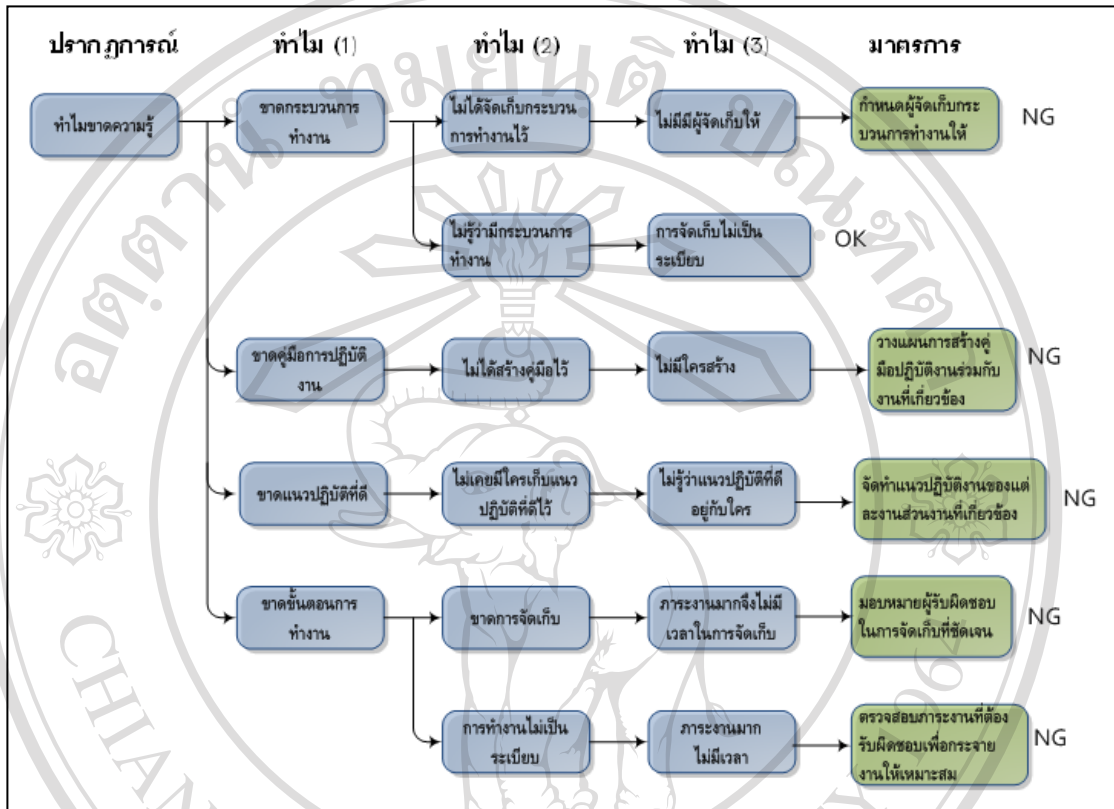 ปรากฏการณ์ ทำไม (1) ทำไม (2) ทำไม (3) มาตรการ
ทำไมขาดความรู้
ขาดกระบวนการ
ทำงาน
ไม่ได้จัดเก็บกระบวน
การทำงานไว้
ไม่มีมีผู้จัดเก็บให้
กำหนดผู้จัดเก็บกระ
บวนการทำงานให้
NG
ไม่รู้ว่ามีกระบวนการ
ทำงาน
การจัดเก็บไม่เป็น
ระเบียบ
OK
ขาดคู่มือการปฏิบัติ
งาน
ไม่ได้สร้างคู่มือไว้
ไม่มีใครสร้าง
วางแผนการสร้างคู่
มือปฏิบัติงานร่วมกับ
งานที่เกี่ยวข้อง
NG
ขาดแนวปฏิบัติที่ดี
ไม่เคยมีใครเก็บแนว
ปฏิบัติที่ดีไว้
ไม่รู้ว่าแนวปฏิบัติที่ดี
อยู่กับใคร
จัดทำแนวปฏิบัติงานของแต่
ละงานส่วนงานที่เกี่ยวข้อง
NG
ขาดขั้นตอนการ
ทำงาน
ขาดการจัดเก็บ
ภาระงานมากจึงไม่มี
เวลาในการจัดเก็บ
มอบหมายผู้รับผิดชอบ
ในการจัดเก็บที่ชัดเจน
NG
การทำงานไม่เป็น
ระเบียบ
ภาระงานมาก
ไม่มีเวลา
ตรวจสอบภาระงานที่ต้อง
รับผิดชอบเพื่อกระจาย
งานให้เหมาะสม
NG
อตฺตานํ ทมยนฺติ ปณฺฑิตา
CHIANG
1964